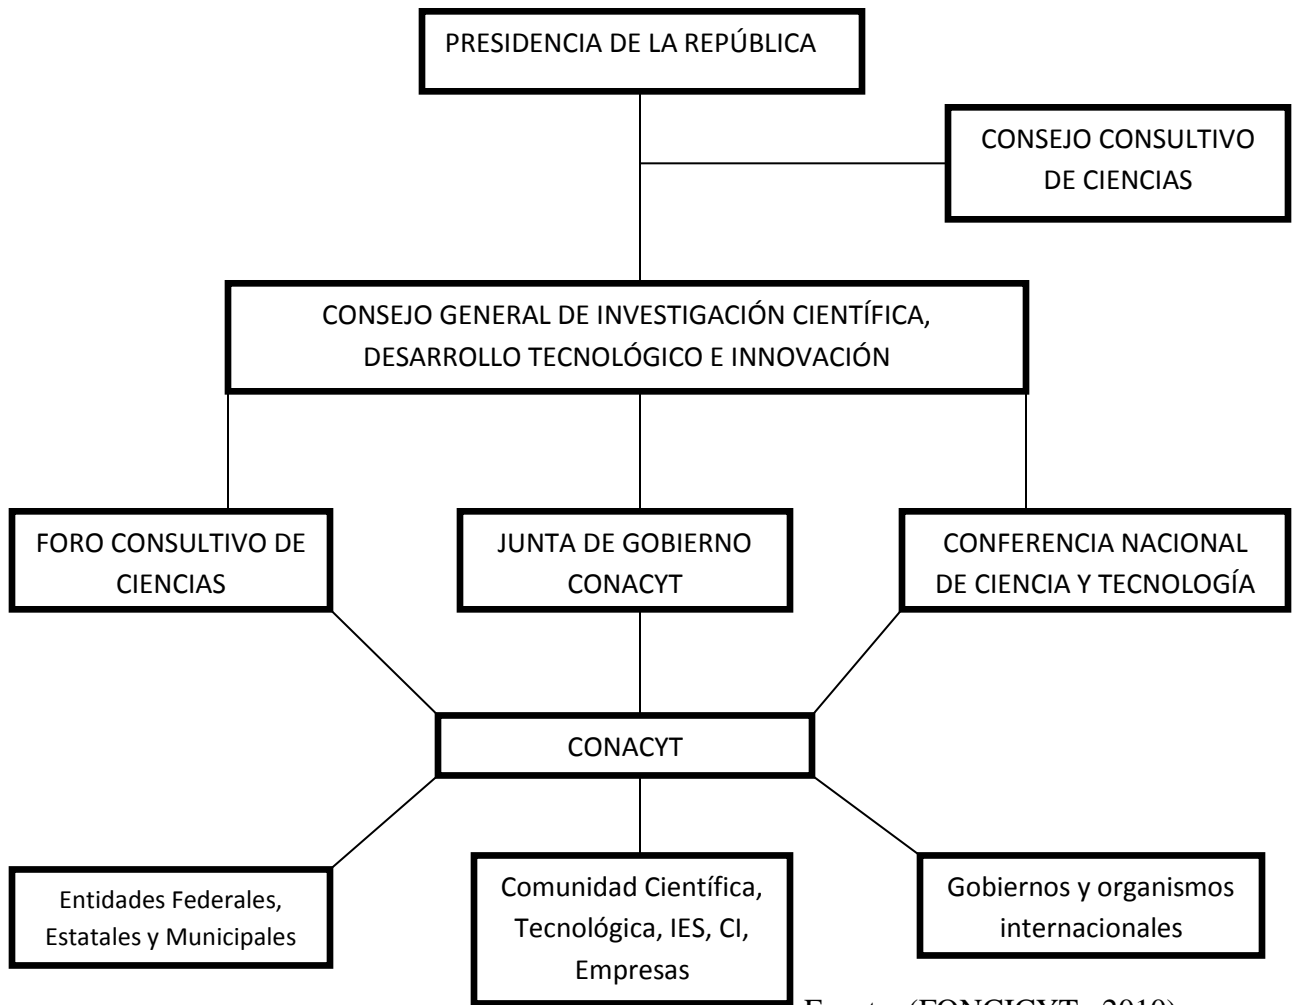 PRESIDENCIA DE LA REPÚBLICA
CONSEJO CONSULTIVO
DE CIENCIAS
CONSEJO GENERAL DE INVESTIGACIÓN CIENTÍFICA,
DESARROLLO TECNOLÓGICO E INNOVACIÓN
FORO CONSULTIVO DE
CIENCIAS
JUNTA DE GOBIERNO
CONACYT
CONFERENCIA NACIONAL
DE CIENCIA Y TECNOLOGÍA
CONACYT
Entidades Federales,
Estatales y Municipales
Comunidad Científica,
Tecnológica, IES, CI,
Empresas
Gobiernos y organismos
internacionales